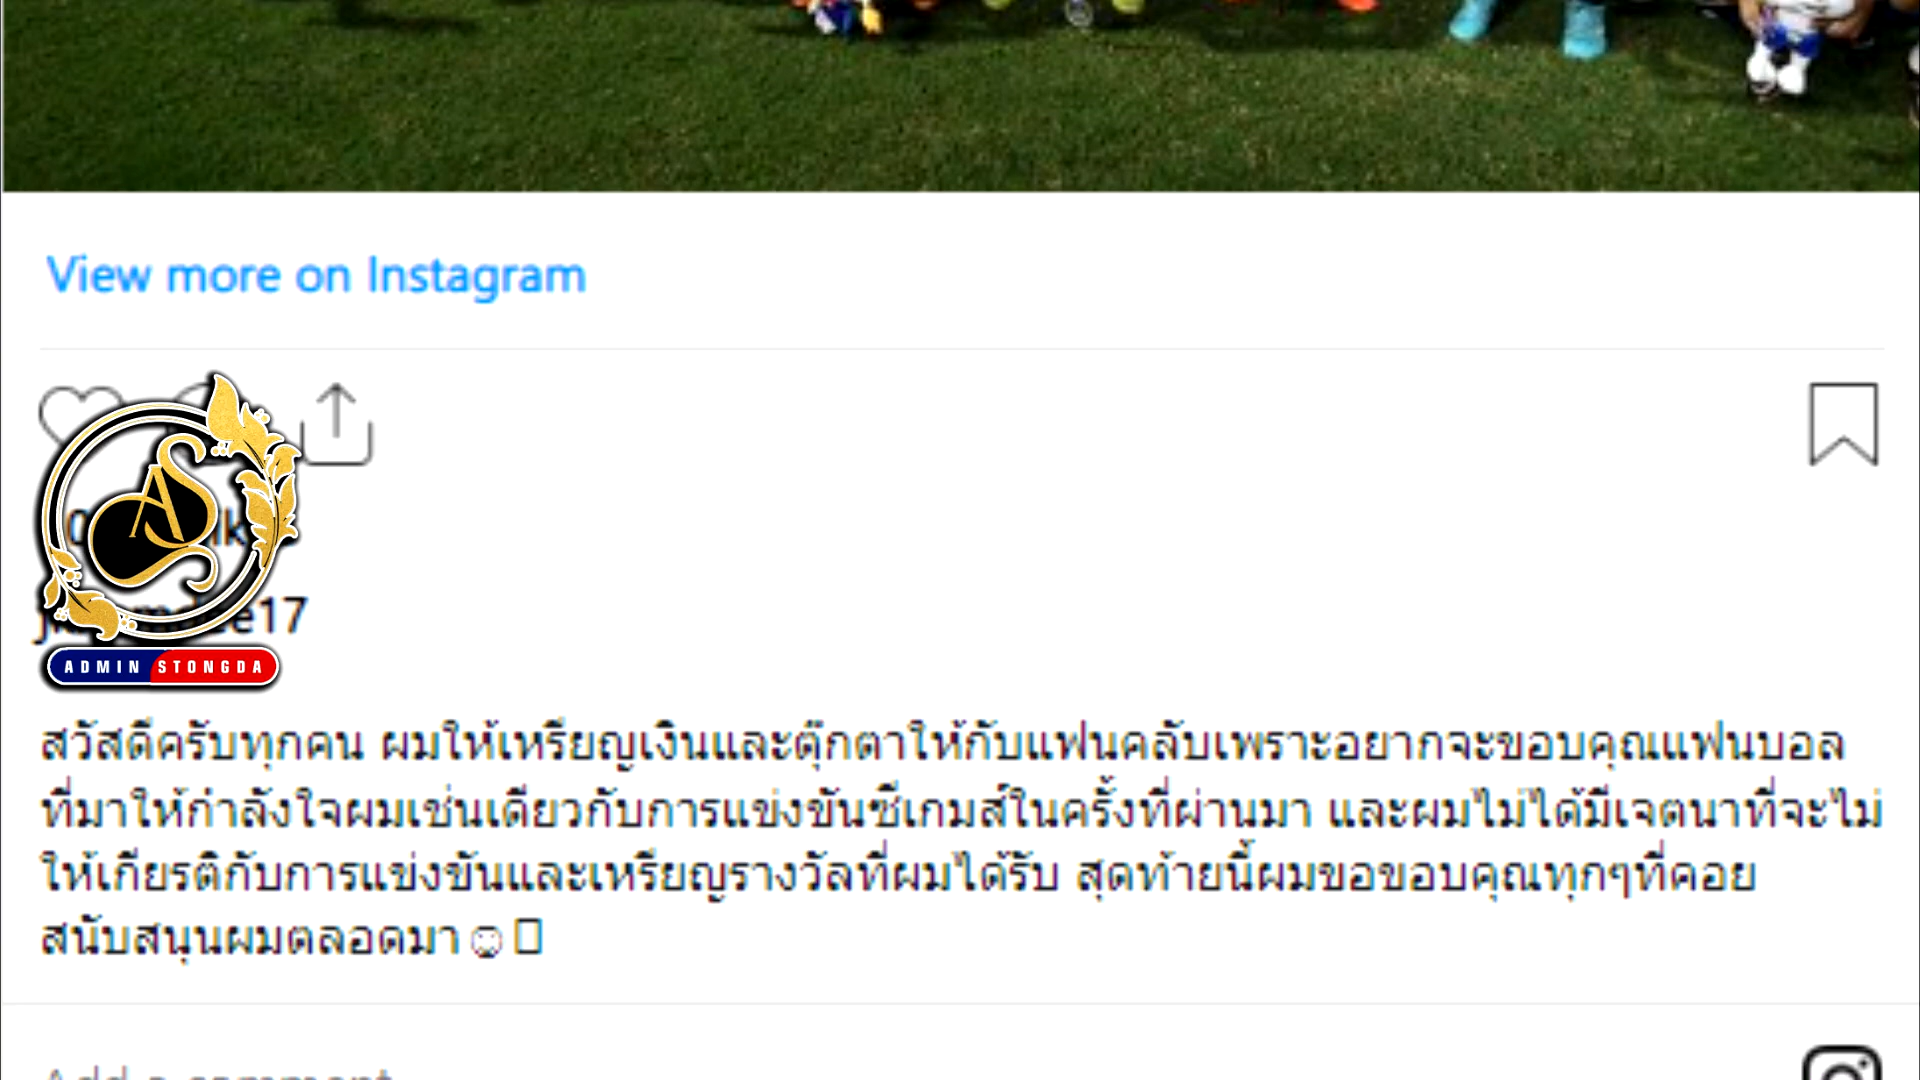 View more on Instagram
ADMIN STONGDA
สวัสดีครับทุกคน ผมให้เหรียญเงินและตุ๊กตาให้กับแฟนคลับเพราะอยากจะขอบคุณแฟนบอล
ที่มาให้กำลังใจผมเช่นเดียวกับการแข่งขันซีเกมส์ในครั้งที่ผ่านมา และผมไม่ได้มีเจตนาที่จะไม่
ให้เกียรติกับการแข่งขันและเหรียญรางวัลที่ผมได้รับ สุดท้ายนี้ผมขอขอบคุณทุกๆที่คอย
สนับสนุนผมตลอดมา
Add a comment